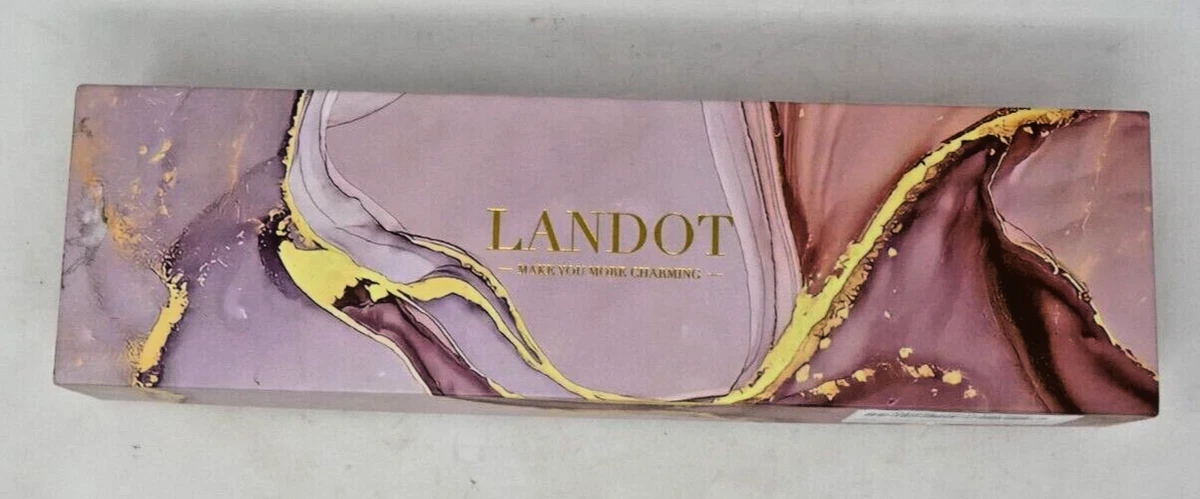 LANDOT
— MAKE YOU MORE CHARMING —